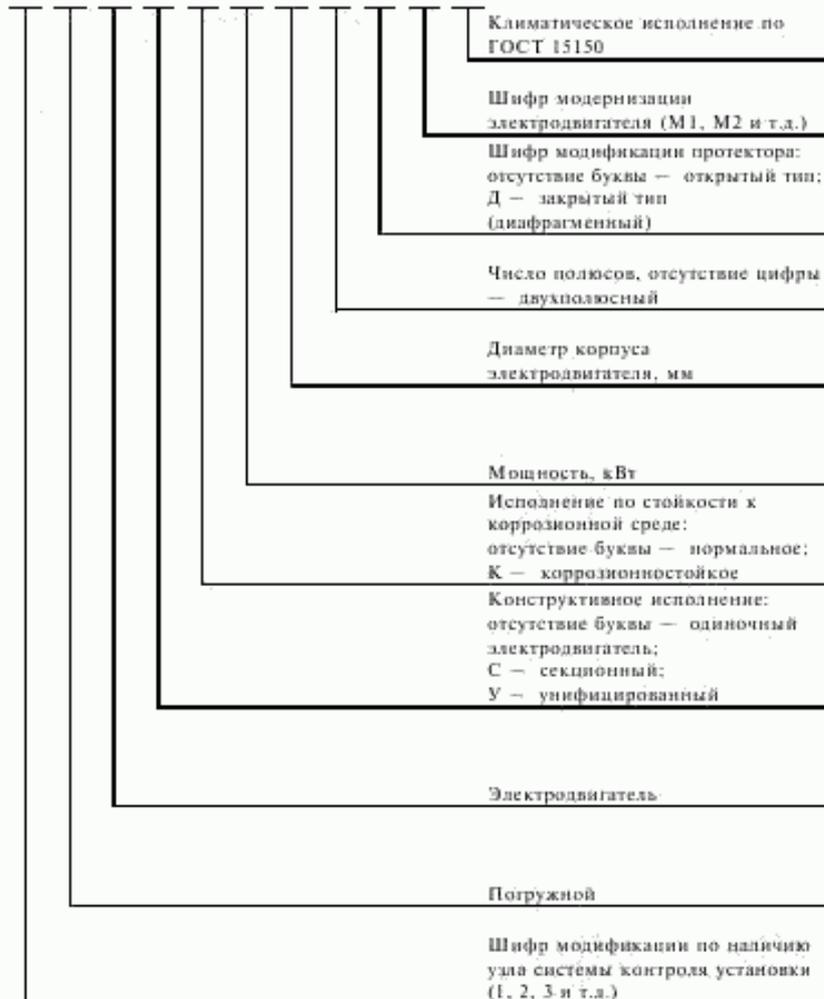 Климатическое исполнение по
ГОСТ 15150
Шифр модернизации
электродвигателя (М1, М2 и т.д.)
Шифр модификации протектора:
отсутствие буквы — открытый тип;
Д — закрытый тип
(диафрагменный)
Число полюсов, отсутствие цифры
— двухполюсный
Диаметр корпуса
электродвигателя, мм
Мощность, кВт
Исполнение по стойкости к
коррозионной среде:
отсутствие буквы — нормальное;
К — коррозионностойкое
Конструктивное исполнение:
отсутствие буквы — одиночный
электродвигатель;
С — секционный;
У — унифицированный
Электродвигатель
Погружной
Шифр модификации по наличию
узла системы контроля установки
(1, 2, 3 и т.д.)